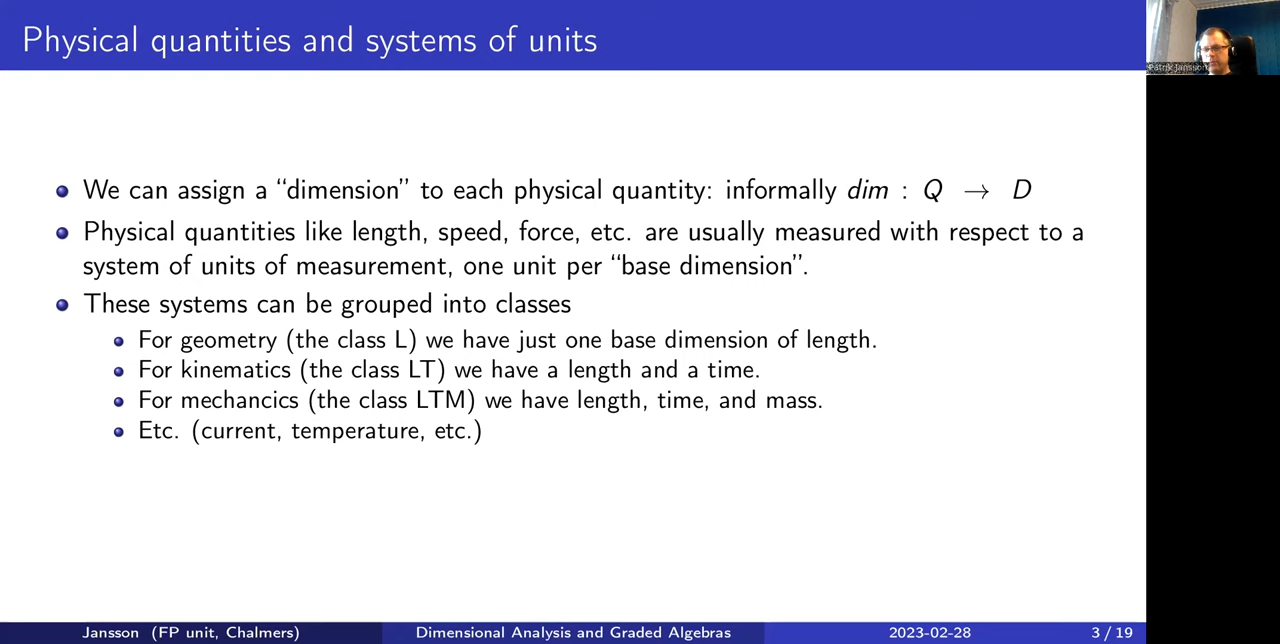 Physical quantities and systems of units
Patrik Jansson
We can assign a “dimension” to each physical quantity: informally dim : Q → D
Physical quantities like length, speed, force, etc. are usually measured with respect to a
system of units of measurement, one unit per “base dimension”.
These systems can be grouped into classes
For geometry (the class L) we have just one base dimension of length.
For kinematics (the class LT) we have a length and a time.
For mechancics (the class LTM) we have length, time, and mass.
Etc. (current, temperature, etc.)
Jansson (FP unit, Chalmers) Dimensional Analysis and Graded Algebras 2023-02-28 3 / 19